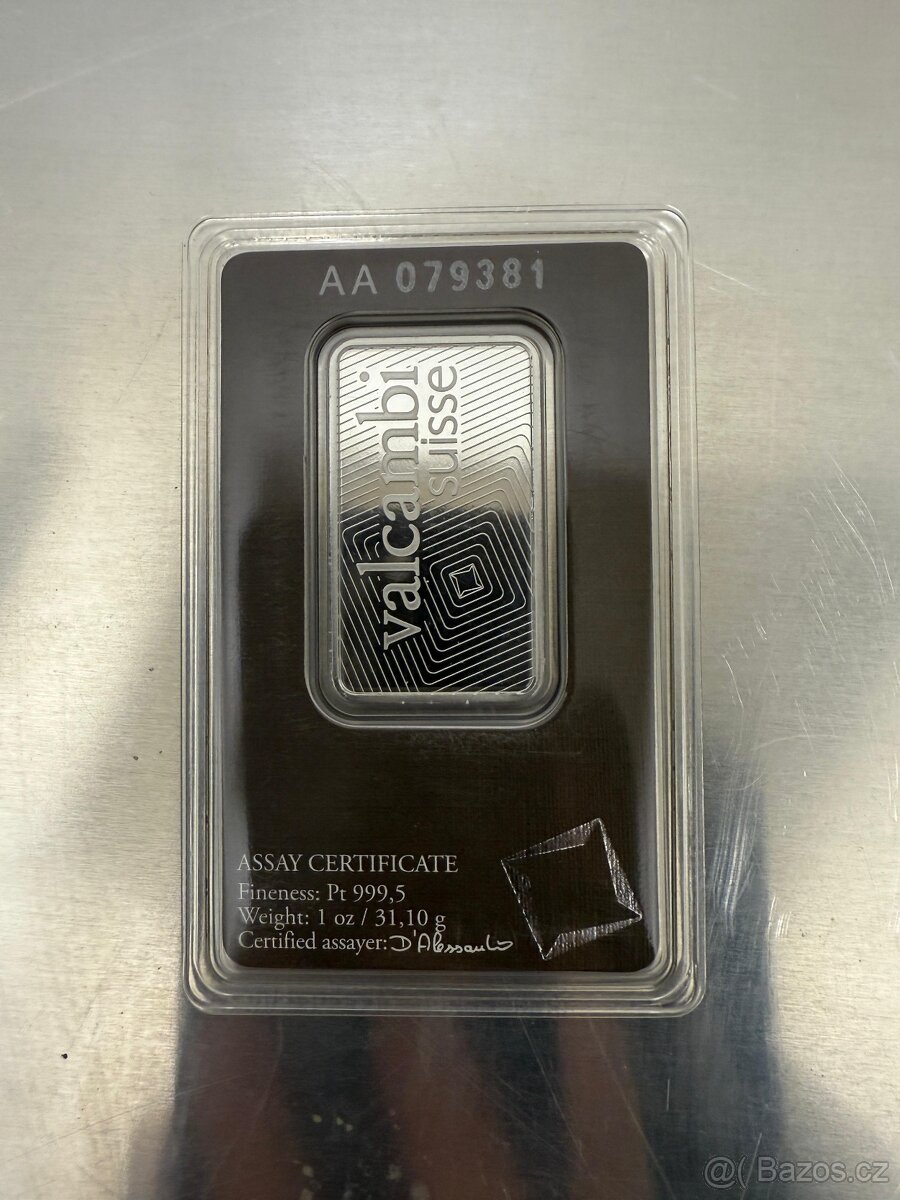 AA 079381
valcambi
suisse
ASSAY CERTIFICATE
Fineness: Pt 999,5
Weight: 1 oz / 31,10 g
Certified assayer: D'Alessandro
@( Bazos.cz